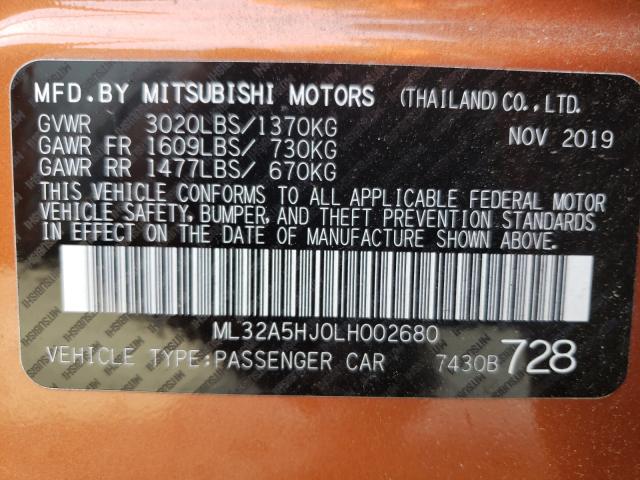 MFD.BY MITSUBISHI MOTORS (THAILAND)CO.,LTD.
GVWR 3020LBS/1370KG NOV 2019
GAWR FR 1609LBS/ 730KG
GAWR RR 1477LBS/ 670KG
THIS VEHICLE CONFORMS TO ALL APPLICABLE FEDERAL MOTOR
VEHICLE SAFETY, BUMPER, AND THEFT PREVENTION STANDARDS
IN EFFECT ON THE DATE OF MANUFACTURE SHOWN ABOVE.
ML32A5HJ0LH002680
VEHICLE TYPE:PASSENGER CAR 7430B 728